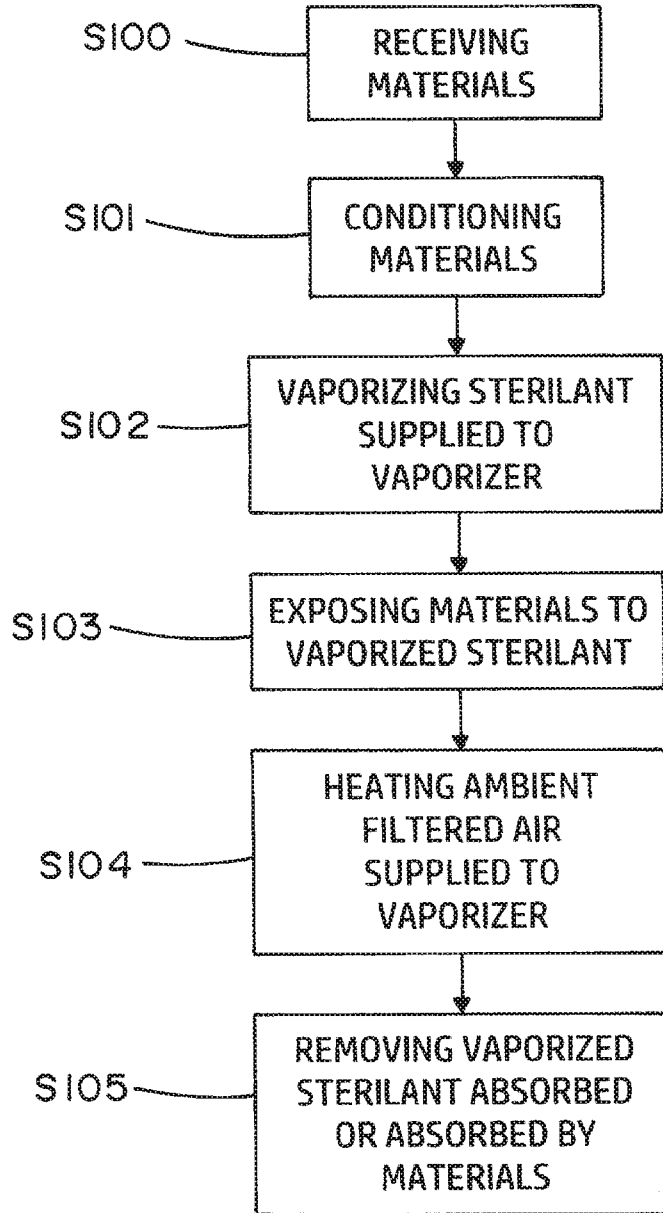 S100
RECEIVING
MATERIALS
S101
CONDITIONING
MATERIALS
S102
VAPORIZING STERILANT
SUPPLIED TO
VAPORIZER
S103
EXPOSING MATERIALS TO
VAPORIZED STERILANT
S104
HEATING AMBIENT
FILTERED AIR
SUPPLIED TO
VAPORIZER
S105
REMOVING VAPORIZED
STERILANT ABSORBED
OR ABSORBED BY
MATERIALS